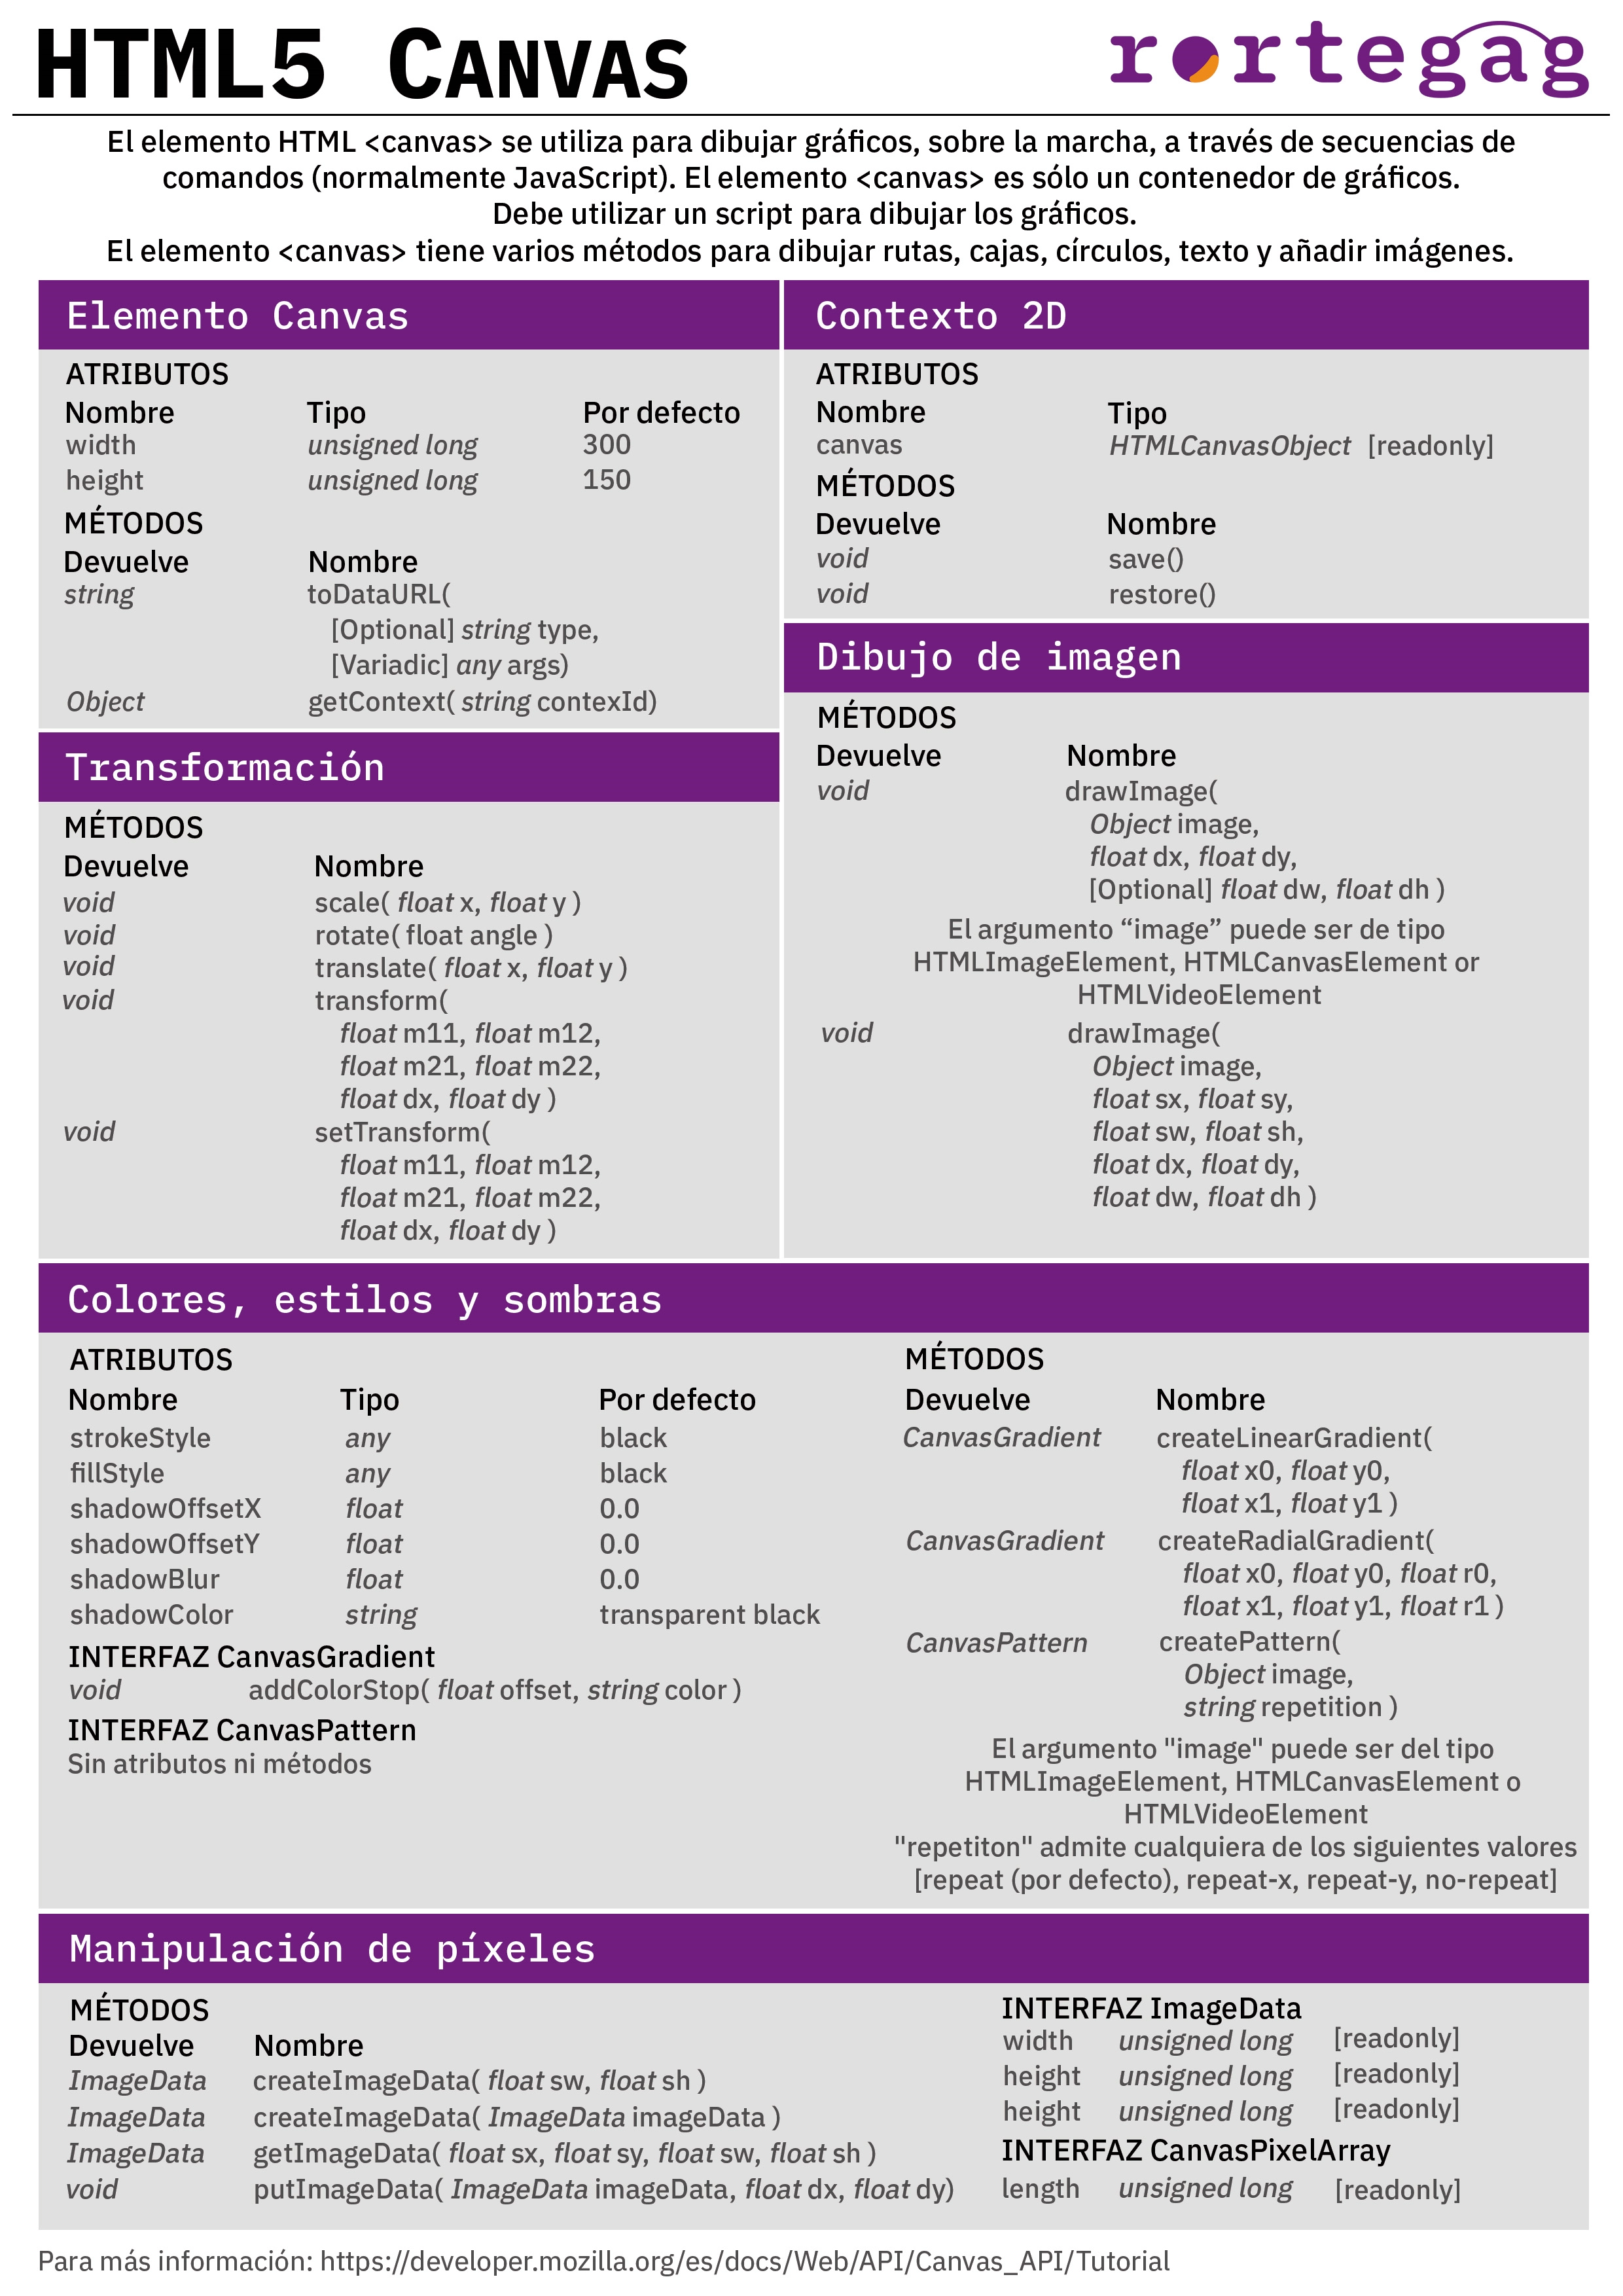 HTML5 CANVAS
rortegag
El elemento HTML <canvas> se utiliza para dibujar gráficos, sobre la marcha, a través de secuencias de
comandos (normalmente JavaScript). El elemento <canvas> es sólo un contenedor de gráficos.
Debe utilizar un script para dibujar los gráficos.
El elemento <canvas> tiene varios métodos para dibujar rutas, cajas, círculos, texto y añadir imágenes.
Elemento Canvas
ATRIBUTOS
Nombre Tipo Por defecto
width unsigned long 300
height unsigned long 150
MÉTODOS
Devuelve Nombre
string toDataURL(
[Optional] string type,
[Variadic] any args)
Object getContext( string contexId)
Transformación
MÉTODOS
Devuelve Nombre
void scale( float x, float y )
void rotate( float angle )
void translate( float x, float y )
void transform(
float m11, float m12,
float m21, float m22,
float dx, float dy )
void setTransform(
float m11, float m12,
float m21, float m22,
float dx, float dy )
Contexto 2D
ATRIBUTOS
Nombre Tipo
canvas HTMLCanvasObject [readonly]
MÉTODOS
Devuelve Nombre
void save()
void restore()
Dibujo de imagen
MÉTODOS
Devuelve Nombre
void drawImage(
Object image,
float dx, float dy,
[Optional] float dw, float dh )
El argumento “image” puede ser de tipo
HTMLImageElement, HTMLCanvasElement or
HTMLVideoElement
void drawImage(
Object image,
float sx, float sy,
float sw, float sh,
float dx, float dy,
float dw, float dh )
Colores, estilos y sombras
ATRIBUTOS
Nombre Tipo Por defecto
strokeStyle any black
fillStyle any black
shadowOffsetX float 0.0
shadowOffsetY float 0.0
shadowBlur float 0.0
shadowColor string transparent black
INTERFAZ CanvasGradient
void addColorStop( float offset, string color )
INTERFAZ CanvasPattern
Sin atributos ni métodos
MÉTODOS
Devuelve Nombre
CanvasGradient createLinearGradient(
float x0, float y0,
float x1, float y1 )
CanvasGradient createRadialGradient(
float x0, float y0, float r0,
float x1, float y1, float r1 )
CanvasPattern createPattern(
Object image,
string repetition )
El argumento "image" puede ser del tipo
HTMLImageElement, HTMLCanvasElement o
HTMLVideoElement
"repetiton" admite cualquiera de los siguientes valores
[repeat (por defecto), repeat-x, repeat-y, no-repeat]
Manipulación de píxeles
MÉTODOS
Devuelve Nombre
ImageData createImageData( float sw, float sh )
ImageData createImageData( ImageData imageData )
ImageData getImageData( float sx, float sy, float sw, float sh )
void putImageData( ImageData imageData, float dx, float dy)
INTERFAZ ImageData
width unsigned long [readonly]
height unsigned long [readonly]
height unsigned long [readonly]
INTERFAZ CanvasPixelArray
length unsigned long [readonly]
Para más información: https://developer.mozilla.org/es/docs/Web/API/Canvas_API/Tutorial